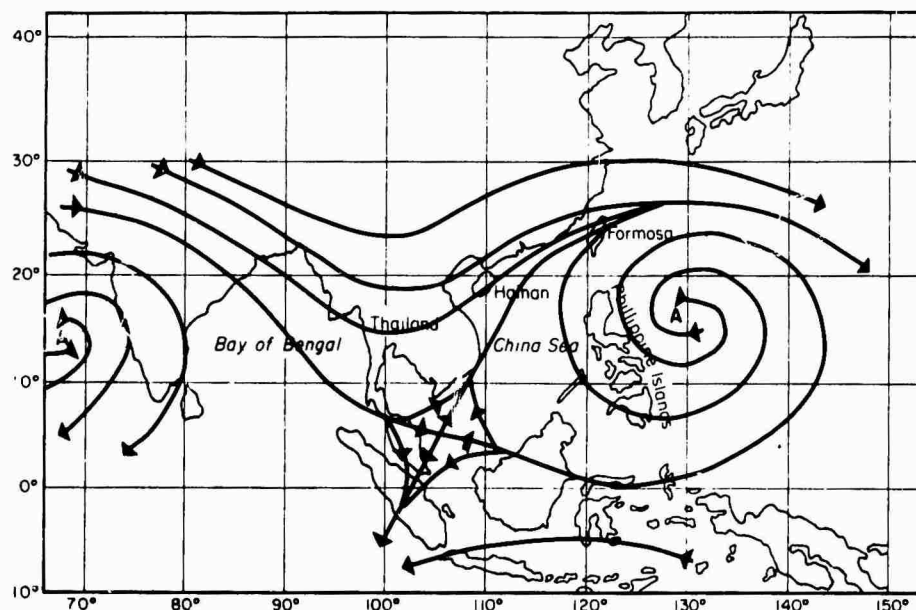 40°
30°
20°
10°
0°
10°
Formosa
Hainan
Thailand
Bay of Bengal
China Sea
Philippine Islands
A
A
70°
80°
90°
100°
110°
120°
130°
140°
150°